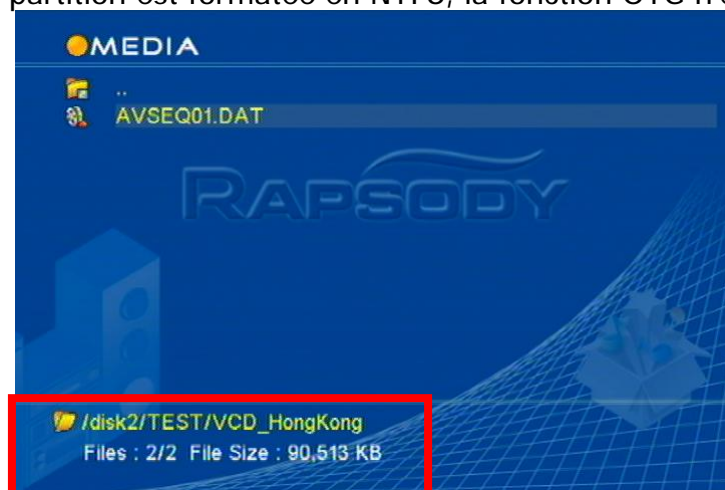 MEDIA
..
AVSEQ01.DAT
RAPSODY
/disk2/TEST/VCD_HongKong
Files : 2/2 File Size : 90,513 KB